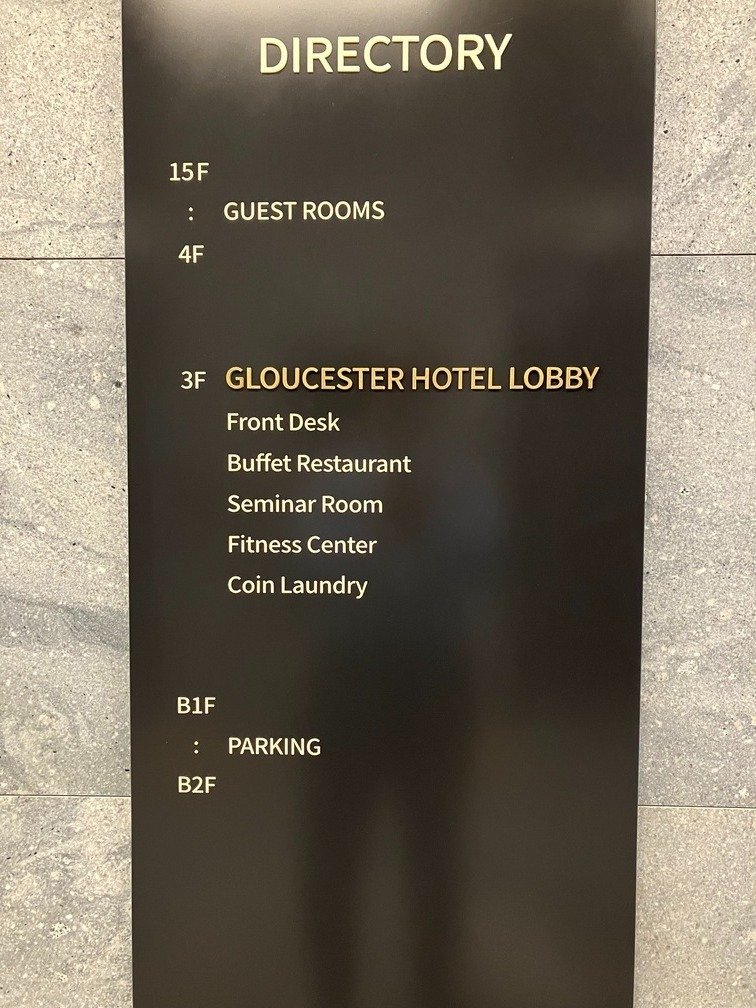 DIRECTORY
15F
: GUEST ROOMS
4F
3F GLOUCESTER HOTEL LOBBY
Front Desk
Buffet Restaurant
Seminar Room
Fitness Center
Coin Laundry
B1F
: PARKING
B2F